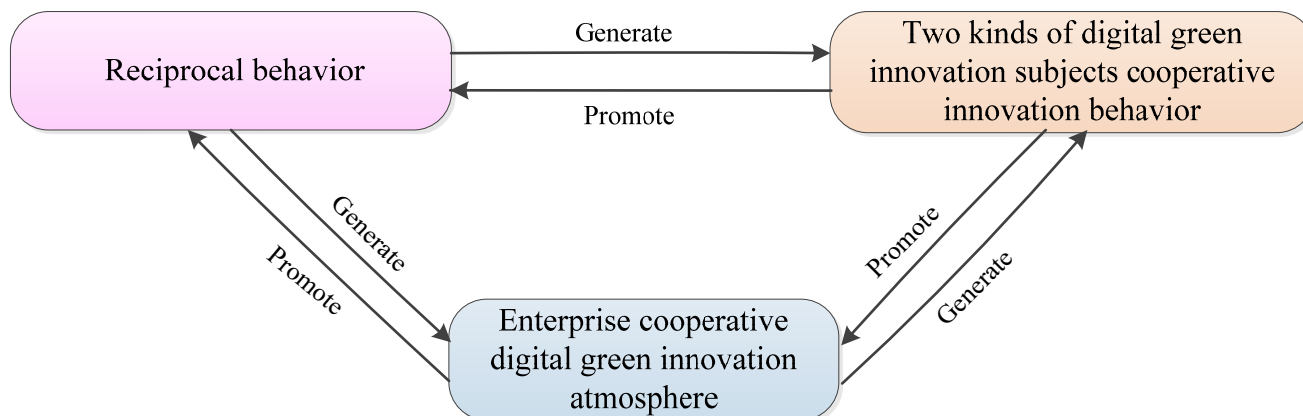 Reciprocal behavior
Generate
Promote
Two kinds of digital green
innovation subjects cooperative
innovation behavior
Generate
Promote
Promote
Generate
Enterprise cooperative
digital green innovation
atmosphere